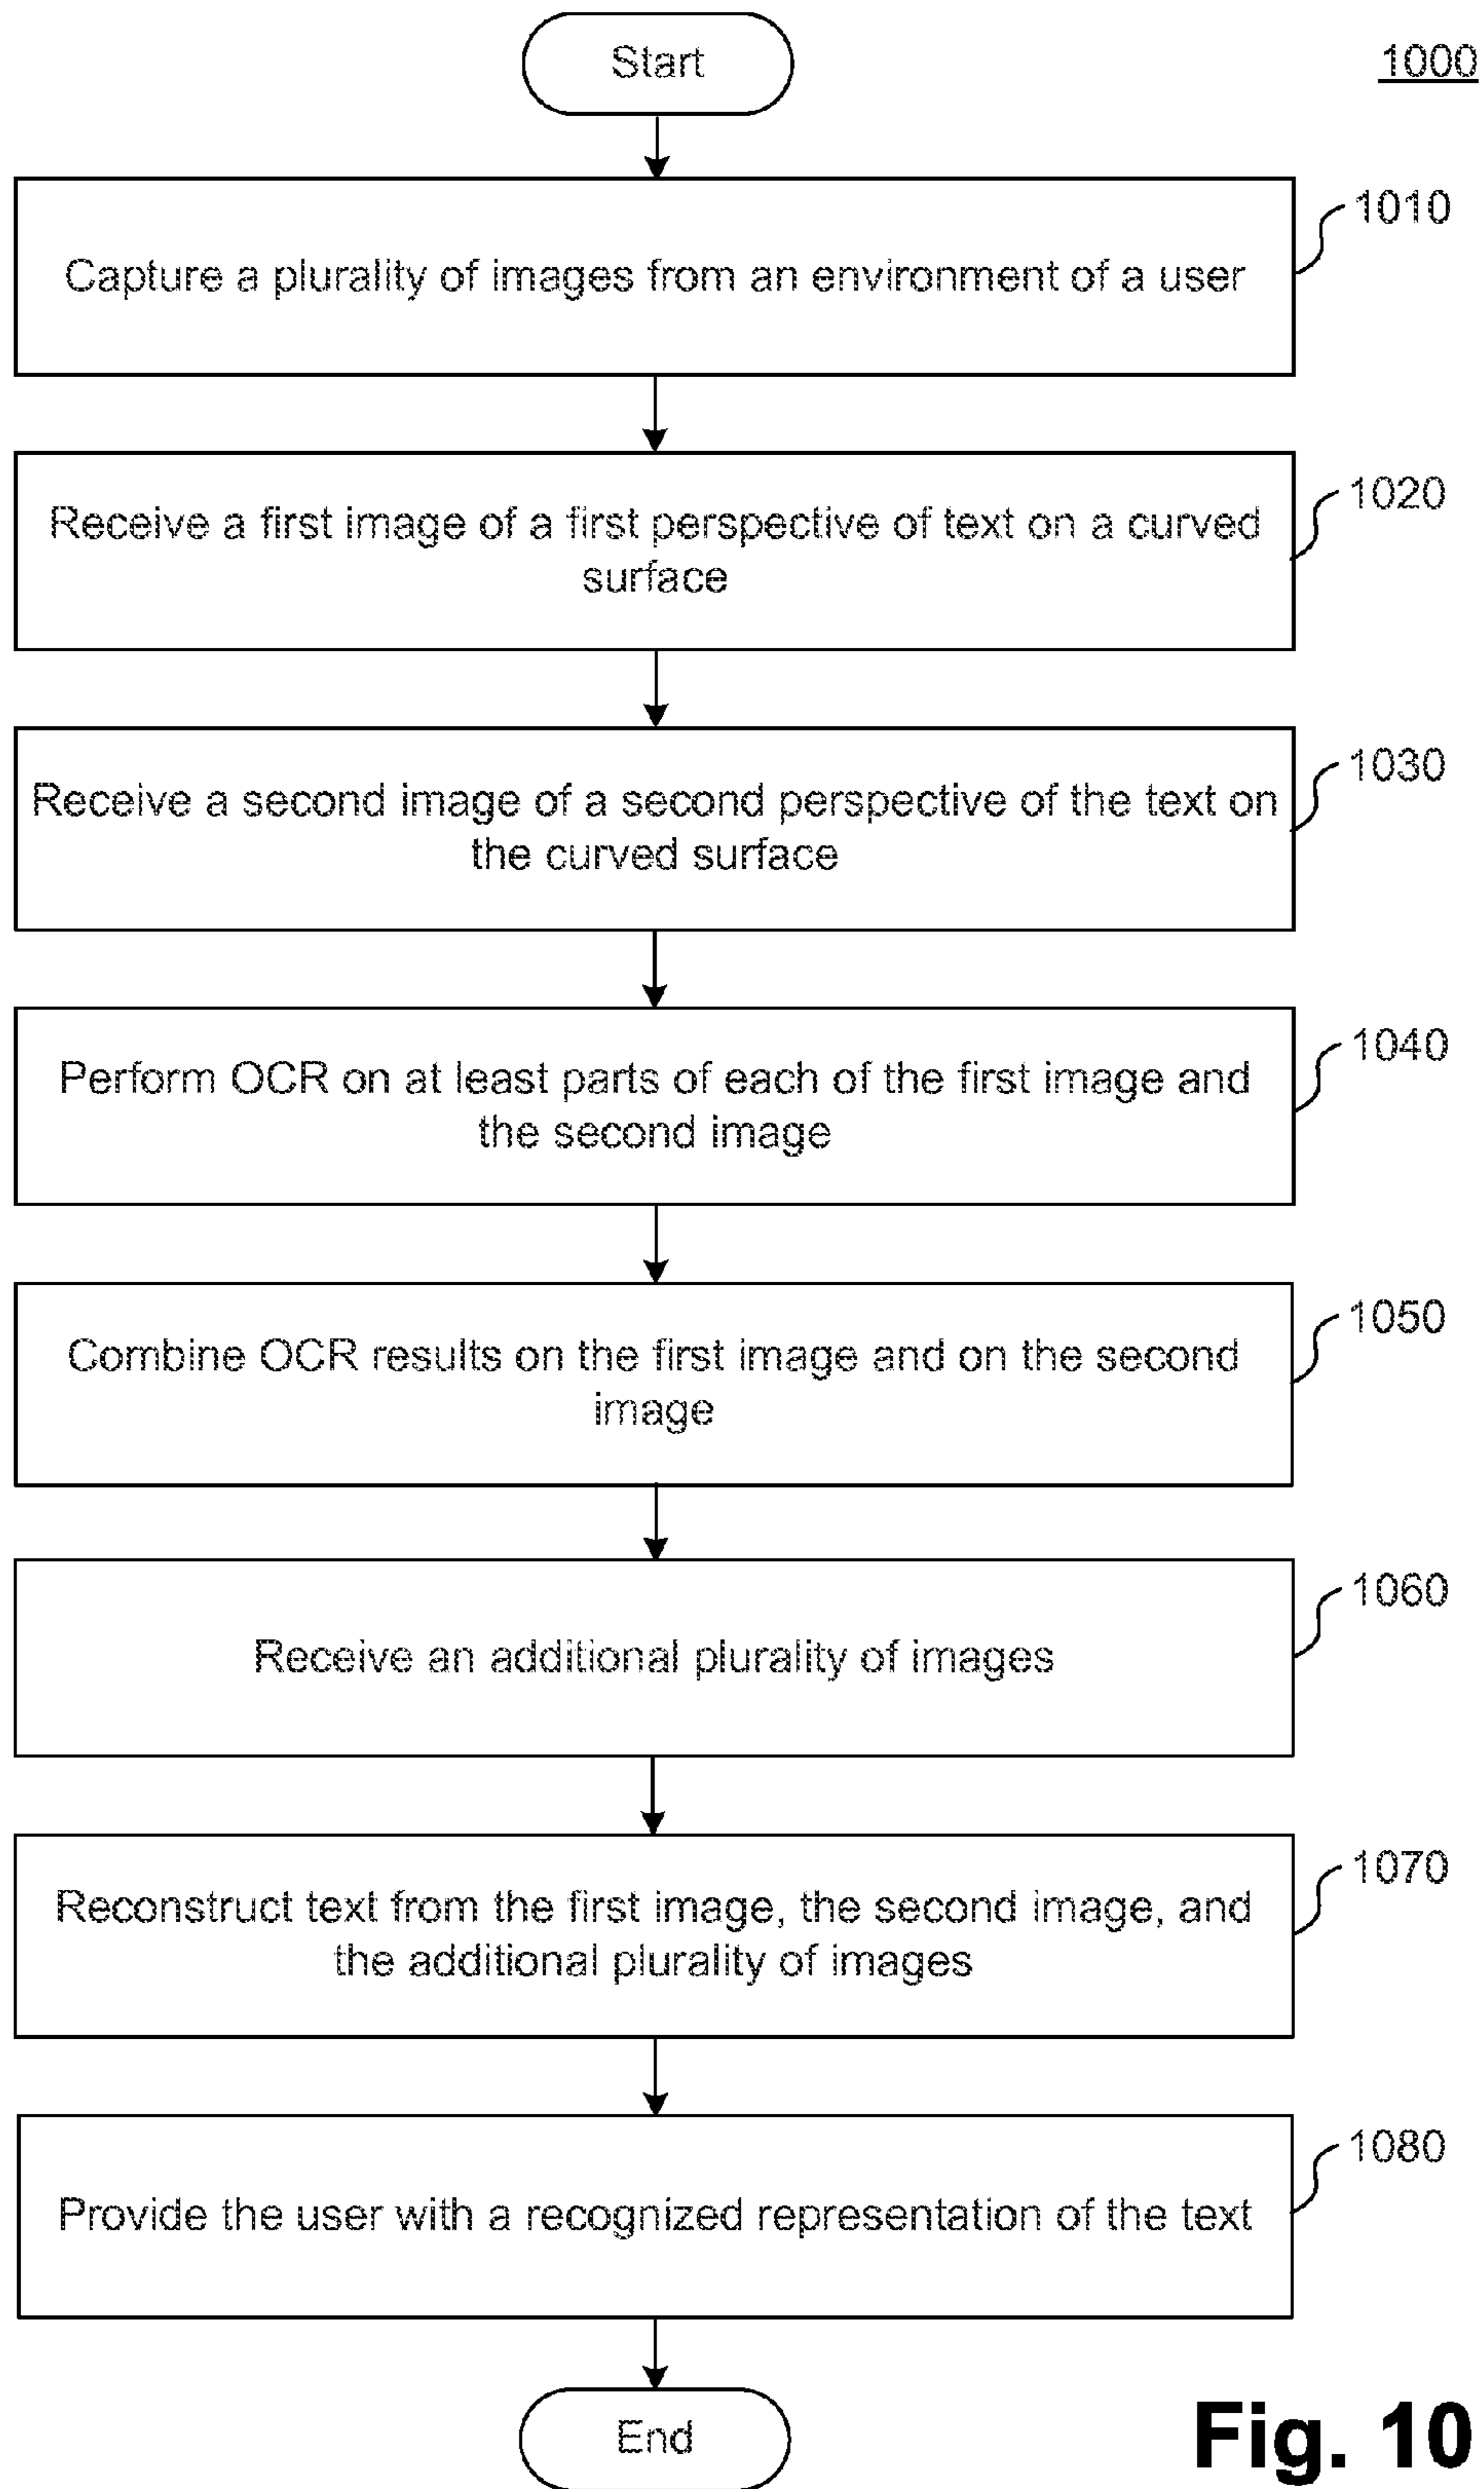 Start
1000
1010
Capture a plurality of images from an environment of a user
1020
Receive a first image of a first perspective of text on a curved
surface
1030
Receive a second image of a second perspective of the text on
the curved surface
1040
Perform OCR on at least parts of each of the first image and
the second image
1050
Combine OCR results on the first image and on the second
image
1060
Receive an additional plurality of images
1070
Reconstruct text from the first image, the second image, and
the additional plurality of images
1080
Provide the user with a recognized representation of the text
End
Fig. 10